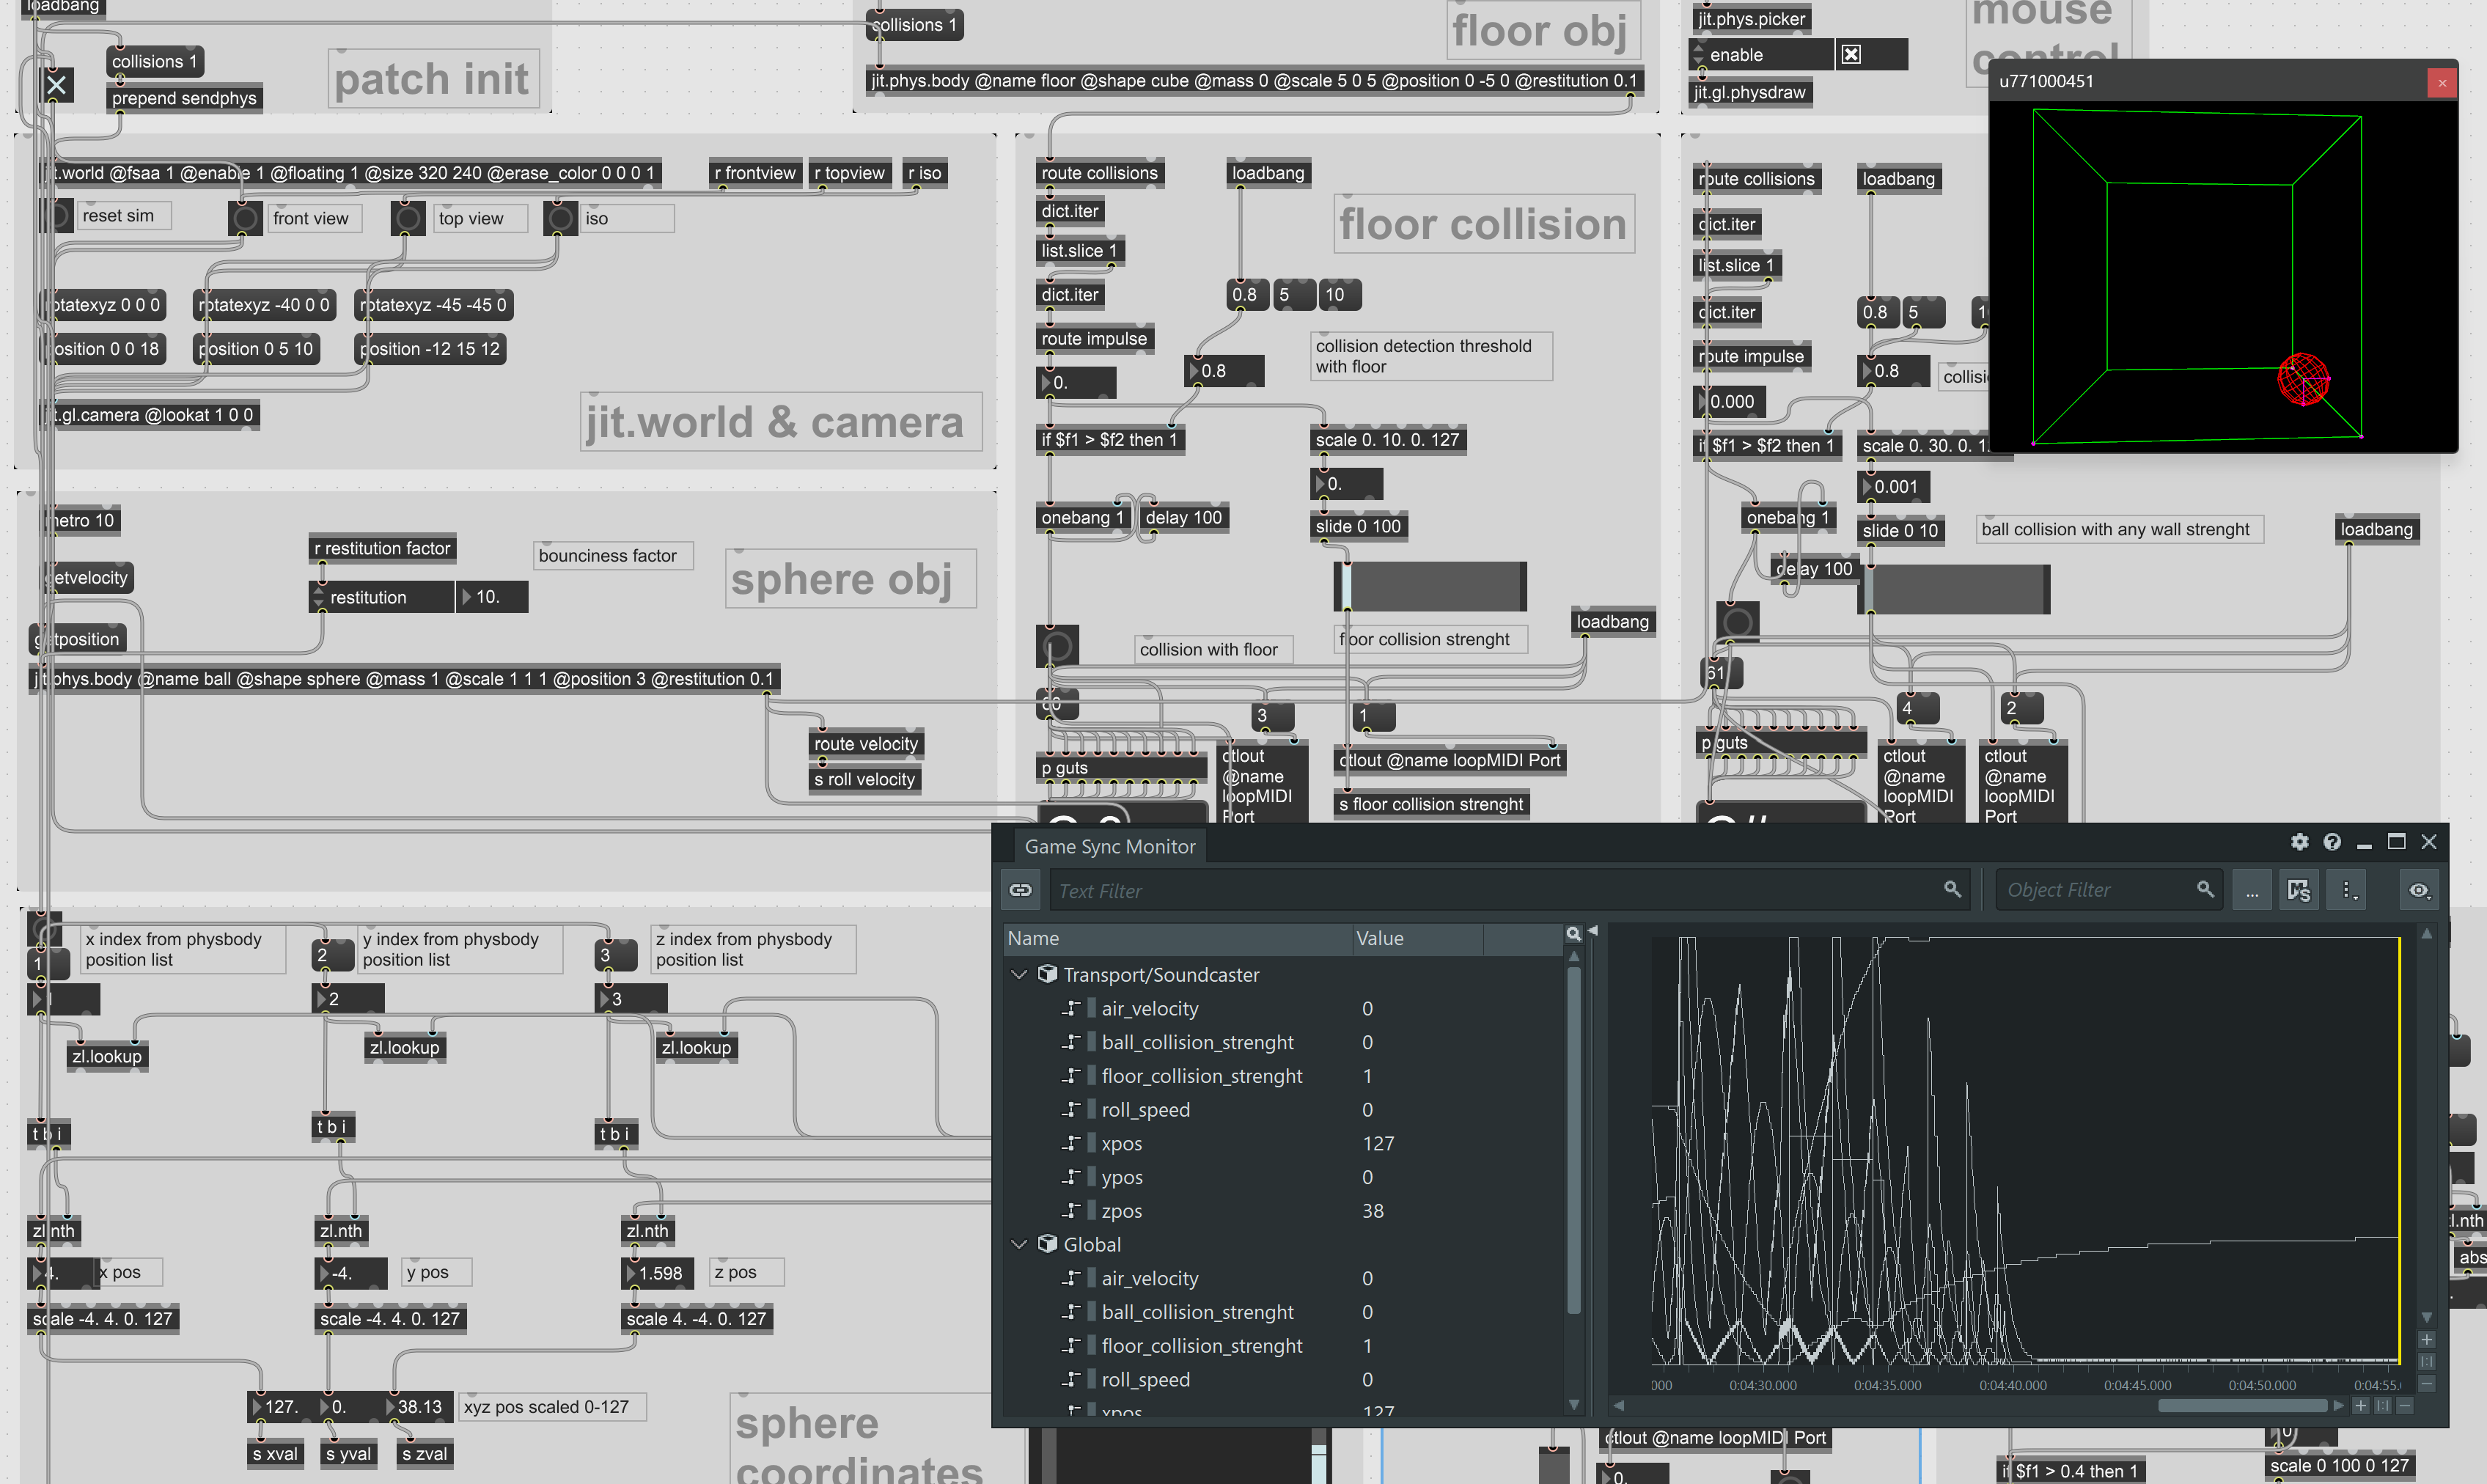 loadbang
collisions 1
prepend sendphys
patch init
collisions 1
floor obj
jit.phys.body @name floor @shape cube @mass 0 @scale 5 0 5 @position 0 -5 0 @restitution 0.1
jit.phys.picker
enable
jit.gl.physdraw
mouse
control
u771000451
jit.world @fsaa 1 @enable 1 @floating 1 @size 320 240 @erase_color 0 0 0 1
r frontview
r topview
r iso
reset sim
front view
top view
iso
rotatexyz 0 0 0
rotatexyz -40 0 0
rotatexyz -45 -45 0
position 0 0 18
position 0 5 10
position -12 15 12
jit.gl.camera @lookat 1 0 0
jit.world & camera
route collisions
loadbang
dict.iter
list.slice 1
floor collision
dict.iter
0.8
5
10
route impulse
collision detection threshold
with floor
0.
0.8
if $f1 > $f2 then 1
scale 0. 10. 0. 127
0.
onebang 1
delay 100
slide 0 100
collision with floor
floor collision strenght
loadbang
3
1
p guts
ctlout
@name
loopMIDI
Port
ctlout @name loopMIDI Port
s floor collision strenght
route collisions
loadbang
dict.iter
list.slice 1
dict.iter
0.8
5
route impulse
0.8
0.000
if $f1 > $f2 then 1
scale 0. 30. 0. 1
0.001
onebang 1
slide 0 10
ball collision with any wall strenght
loadbang
delay 100
61
4
2
p guts
ctlout
@name
loopMIDI
Port
ctlout
@name
loopMIDI
Port
metro 10
r restitution factor
bounciness factor
sphere obj
getvelocity
restitution
10.
getposition
jit.phys.body @name ball @shape sphere @mass 1 @scale 1 1 1 @position 3 @restitution 0.1
route velocity
s roll velocity
1
x index from physbody
position list
2
y index from physbody
position list
3
z index from physbody
position list
2
3
zl.lookup
zl.lookup
zl.lookup
t b i
t b i
t b i
zl.nth
zl.nth
zl.nth
4.
x pos
-4.
y pos
1.598
z pos
scale -4. 4. 0. 127
scale -4. 4. 0. 127
scale 4. -4. 0. 127
127.
0.
38.13
xyz pos scaled 0-127
s xval
s yval
s zval
sphere
coordinates
Game Sync Monitor
Text Filter
Object Filter
...
Name
Value
Transport/Soundcaster
air_velocity 0
ball_collision_strenght 0
floor_collision_strenght 1
roll_speed 0
xpos 127
ypos 0
zpos 38
Global
air_velocity 0
ball_collision_strenght 0
floor_collision_strenght 1
roll_speed 0
xpos 127
000
0:04:30.000
0:04:35.000
0:04:40.000
0:04:45.000
0:04:50.000
0:04:55.
ctlout @name loopMIDI Port
0.
if $f1 > 0.4 then 1
scale 0 100 0 127
abs